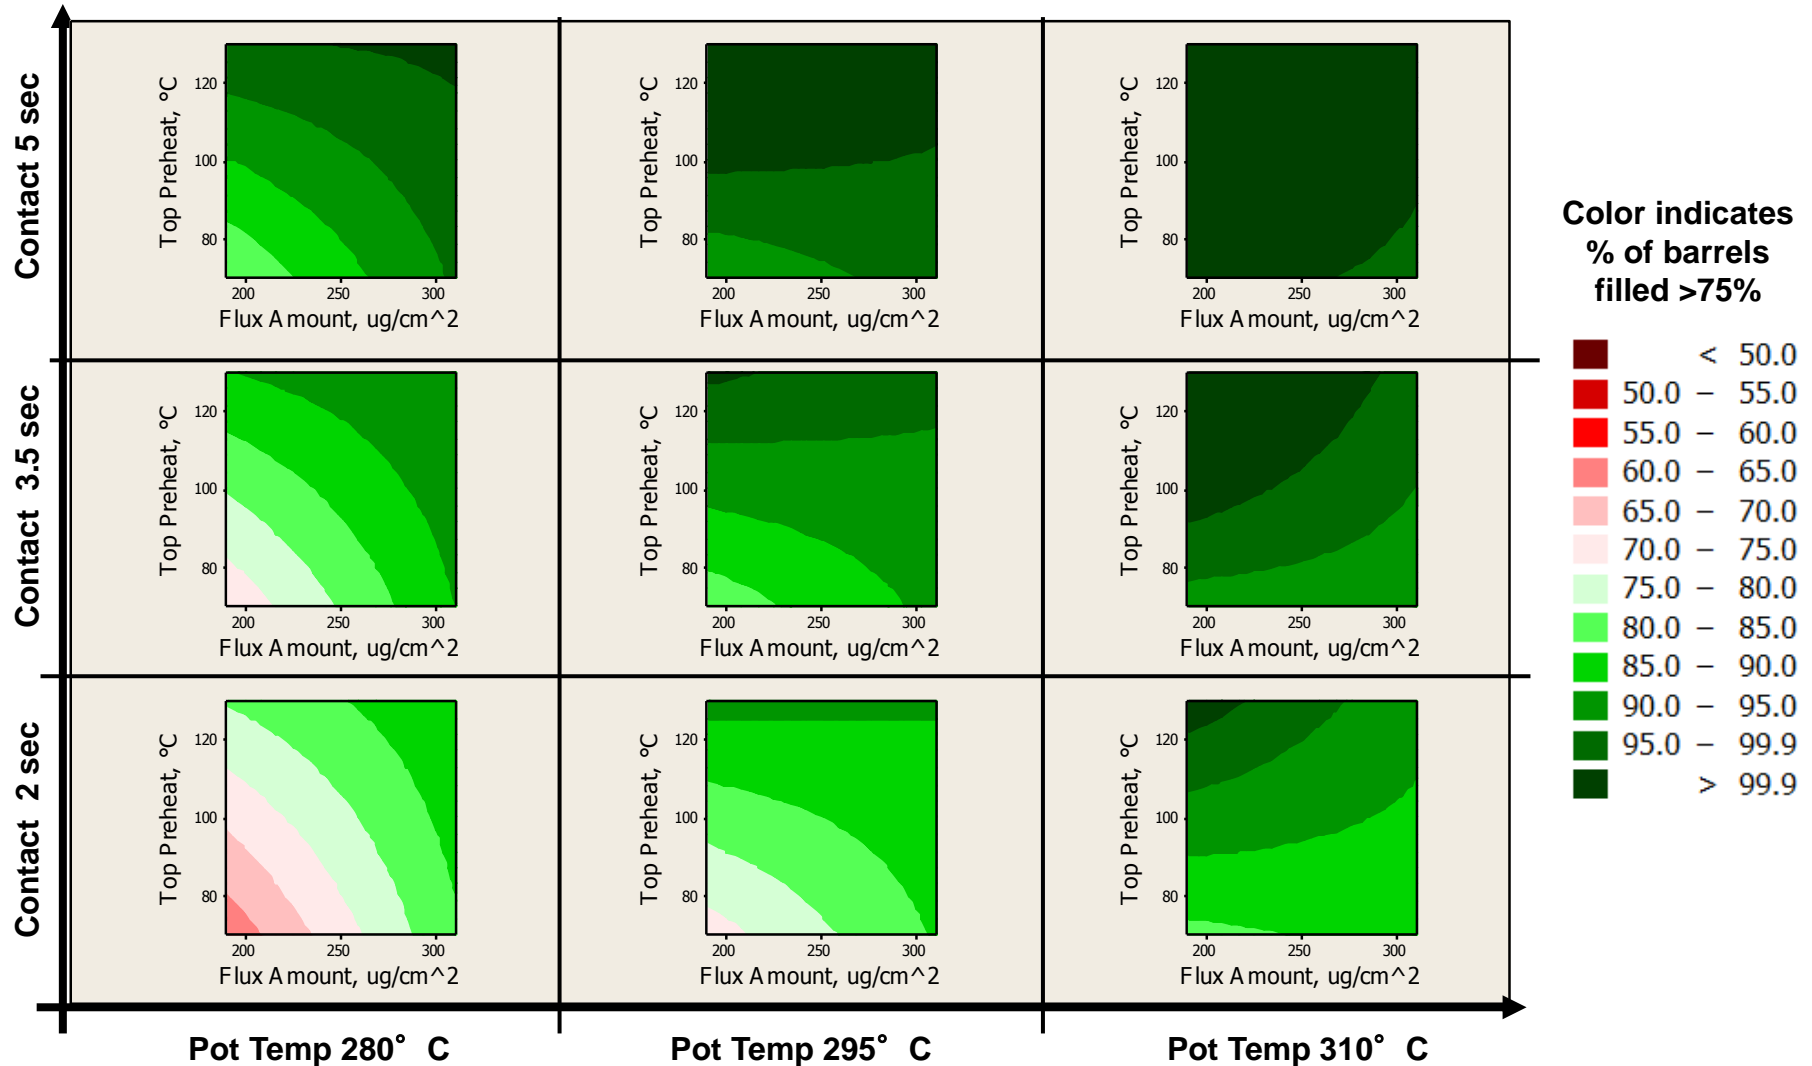 Contact 5 sec
Top Preheat, °C
120
100
80
200 250 300
Flux Amount, ug/cm^2
Top Preheat, °C
120
100
80
200 250 300
Flux Amount, ug/cm^2
Top Preheat, °C
120
100
80
200 250 300
Flux Amount, ug/cm^2
Contact 3.5 sec
Top Preheat, °C
120
100
80
200 250 300
Flux Amount, ug/cm^2
Top Preheat, °C
120
100
80
200 250 300
Flux Amount, ug/cm^2
Top Preheat, °C
120
100
80
200 250 300
Flux Amount, ug/cm^2
Contact 2 sec
Top Preheat, °C
120
100
80
200 250 300
Flux Amount, ug/cm^2
Top Preheat, °C
120
100
80
200 250 300
Flux Amount, ug/cm^2
Top Preheat, °C
120
100
80
200 250 300
Flux Amount, ug/cm^2
Pot Temp 280° C
Pot Temp 295° C
Pot Temp 310° C
Color indicates
% of barrels
filled >75%
< 50.0
50.0 – 55.0
55.0 – 60.0
60.0 – 65.0
65.0 – 70.0
70.0 – 75.0
75.0 – 80.0
80.0 – 85.0
85.0 – 90.0
90.0 – 95.0
95.0 – 99.9
> 99.9